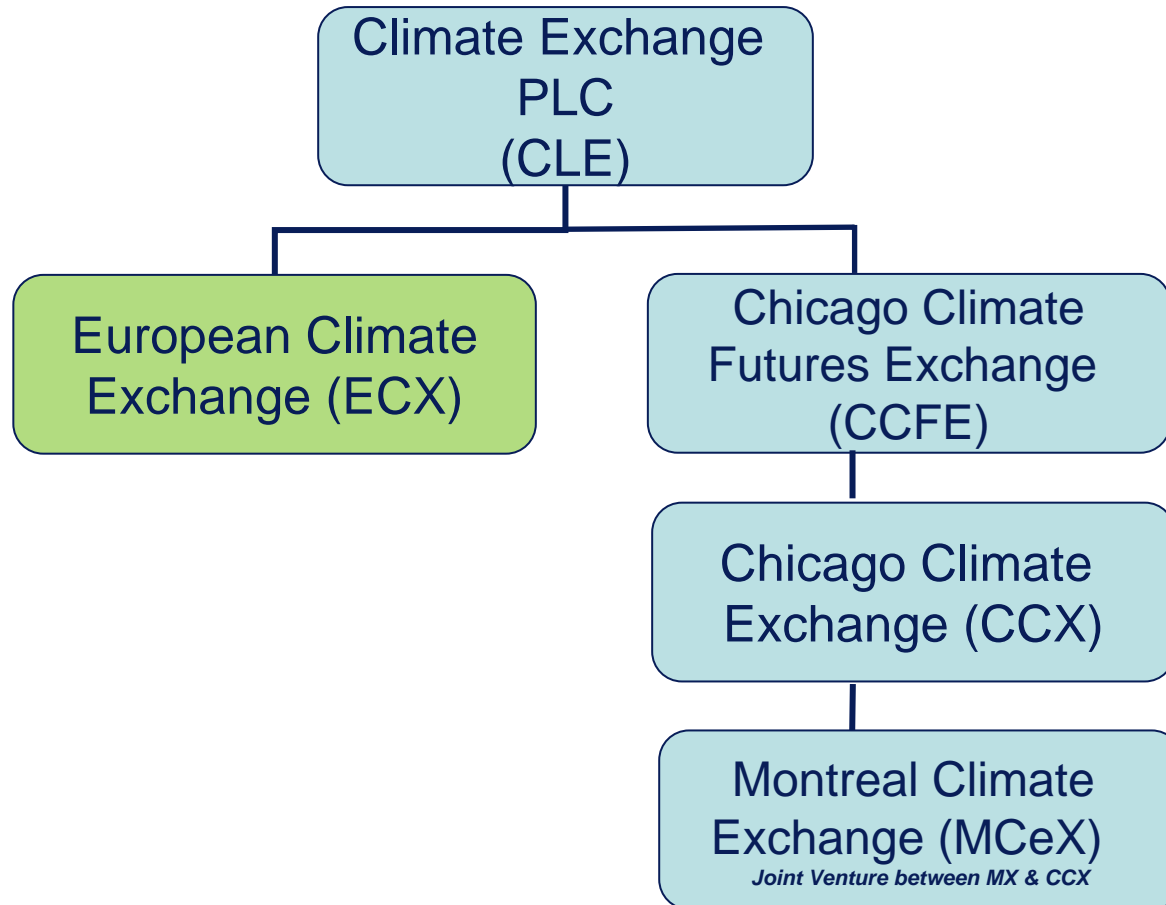 Climate Exchange
PLC
(CLE)
European Climate
Exchange (ECX)
Chicago Climate
Futures Exchange
(CCFE)
Chicago Climate
Exchange (CCX)
Montreal Climate
Exchange (MCeX)
Joint Venture between MX & CCX